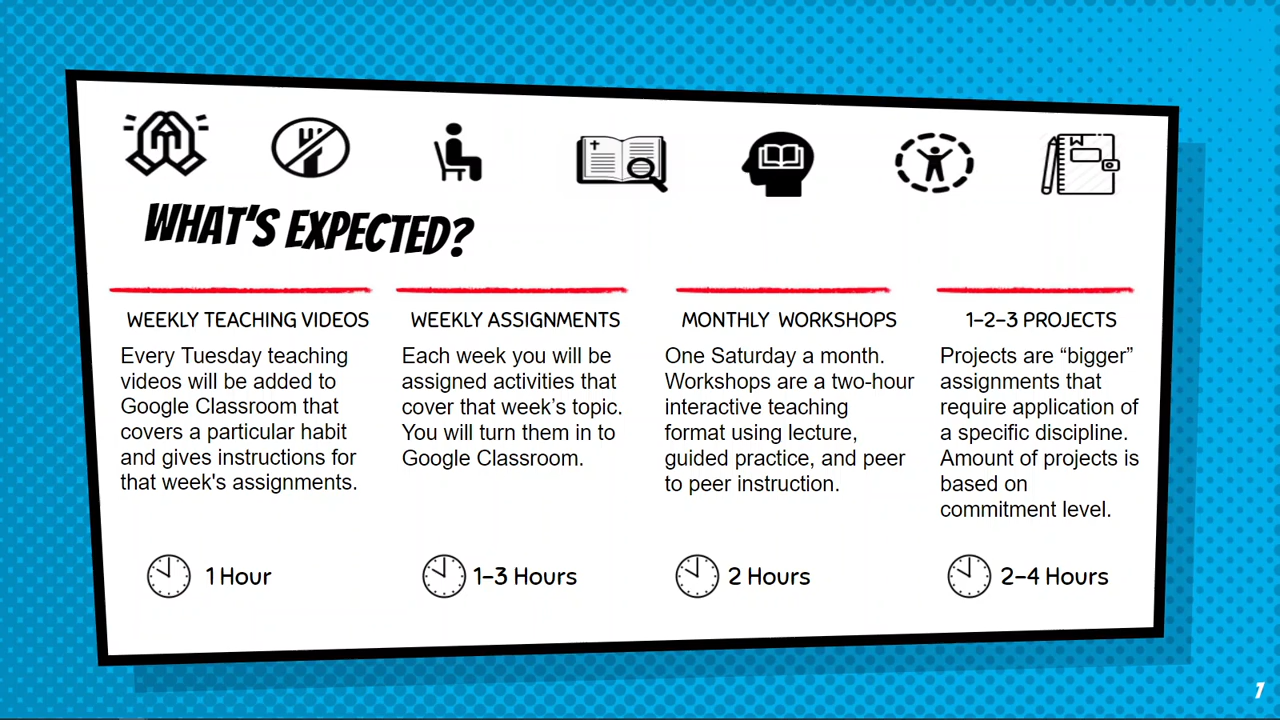 WHAT'S EXPECTED?
WEEKLY TEACHING VIDEOS
Every Tuesday teaching
videos will be added to
Google Classroom that
covers a particular habit
and gives instructions for
that week's assignments.
1 Hour
WEEKLY ASSIGNMENTS
Each week you will be
assigned activities that
cover that week’s topic.
You will turn them in to
Google Classroom.
1-3 Hours
MONTHLY WORKSHOPS
One Saturday a month.
Workshops are a two-hour
interactive teaching
format using lecture,
guided practice, and peer
to peer instruction.
2 Hours
1-2-3 PROJECTS
Projects are “bigger”
assignments that
require application of
a specific discipline.
Amount of projects is
based on
commitment level.
2-4 Hours
7